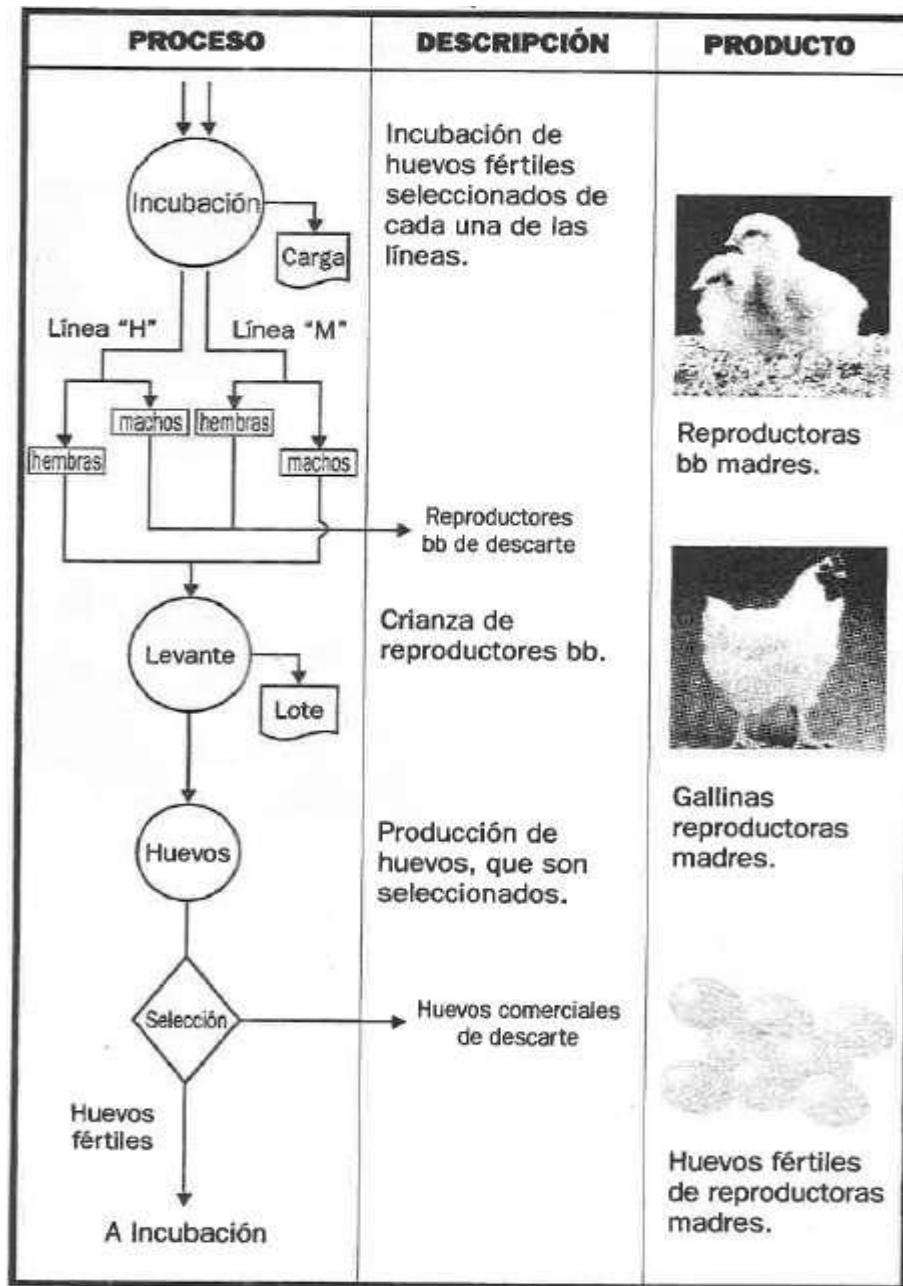 PROCESO
DESCRIPCIÓN
PRODUCTO
Incubación
Carga
Línea "H"
Línea "M"
machos
hembras
hembras
machos
Incubación de
huevos fértiles
seleccionados de
cada una de las
líneas.
Reproductoras
bb madres.
Reproductores
bb de descarte
Levante
Lote
Crianza de
reproductores bb.
Gallinas
reproductoras
madres.
Huevos
Producción de
huevos, que son
seleccionados.
Selección
Huevos comerciales
de descarte
Huevos
fértiles
A Incubación
Huevos fértiles
de reproductoras
madres.